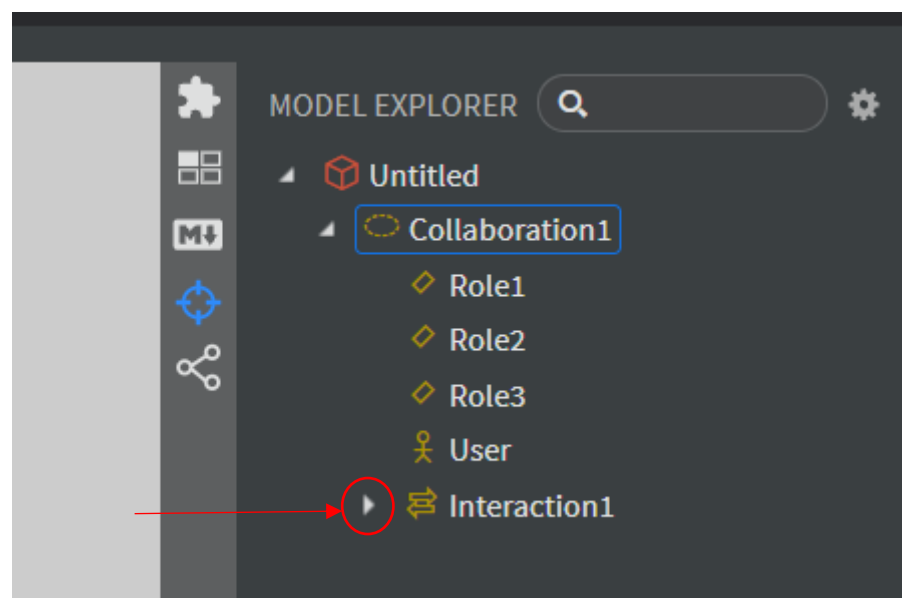 MODEL EXPLORER
Untitled
M
Collaboration1
Role1
Role2
Role3
User
Interaction1